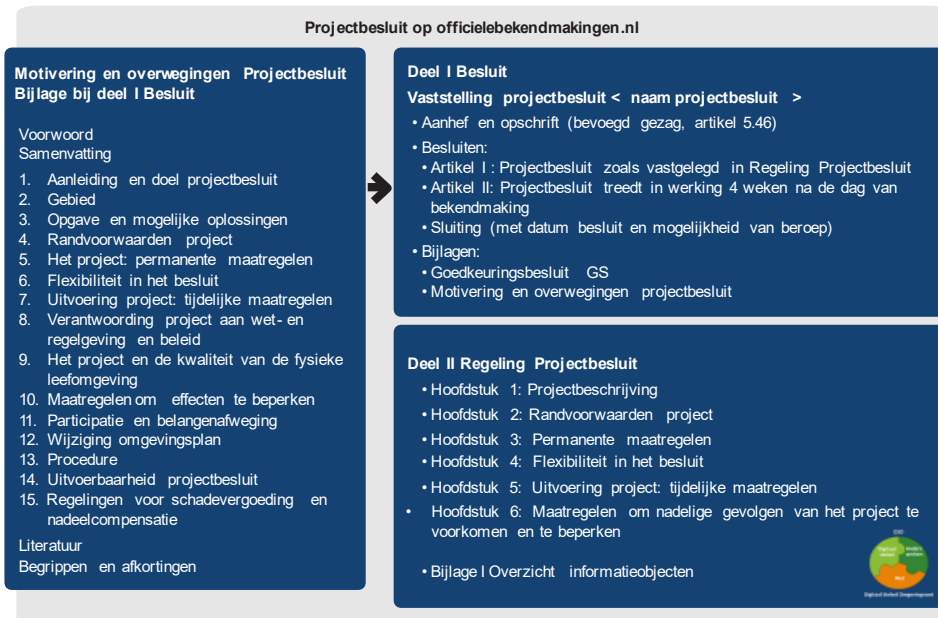 Projectbesluit op officielebekendmakingen.nl
Motivering en overwegingen Projectbesluit
Bijlage bij deel I Besluit
Voorwoord
Samenvatting
1. Aanleiding en doel projectbesluit
2. Gebied
3. Opgave en mogelijke oplossingen
4. Randvoorwaarden project
5. Het project: permanente maatregelen
6. Flexibiliteit in het besluit
7. Uitvoering project: tijdelijke maatregelen
8. Verantwoording project aan wet- en
regelgeving en beleid
9. Het project en de kwaliteit van de fysieke
leefomgeving
10. Maatregelen om effecten te beperken
11. Participatie en belangenafweging
12. Wijziging omgevingsplan
13. Procedure
14. Uitvoerbaarheid projectbesluit
15. Regelingen voor schadevergoeding en
nadeelcompensatie
Literatuur
Begrippen en afkortingen
Deel I Besluit
Vaststelling projectbesluit < naam projectbesluit >
• Aanhef en opschrift (bevoegd gezag, artikel 5.46)
• Besluiten:
• Artikel I : Projectbesluit zoals vastgelegd in Regeling Projectbesluit
• Artikel II: Projectbesluit treedt in werking 4 weken na de dag van
bekendmaking
• Sluiting (met datum besluit en mogelijkheid van beroep)
• Bijlagen:
• Goedkeuringsbesluit GS
• Motivering en overwegingen projectbesluit
Deel II Regeling Projectbesluit
• Hoofdstuk 1: Projectbeschrijving
• Hoofdstuk 2: Randvoorwaarden project
• Hoofdstuk 3: Permanente maatregelen
• Hoofdstuk 4: Flexibiliteit in het besluit
• Hoofdstuk 5: Uitvoering project: tijdelijke maatregelen
• Hoofdstuk 6: Maatregelen om nadelige gevolgen van het project te
voorkomen en te beperken
• Bijlage I Overzicht informatieobjecten